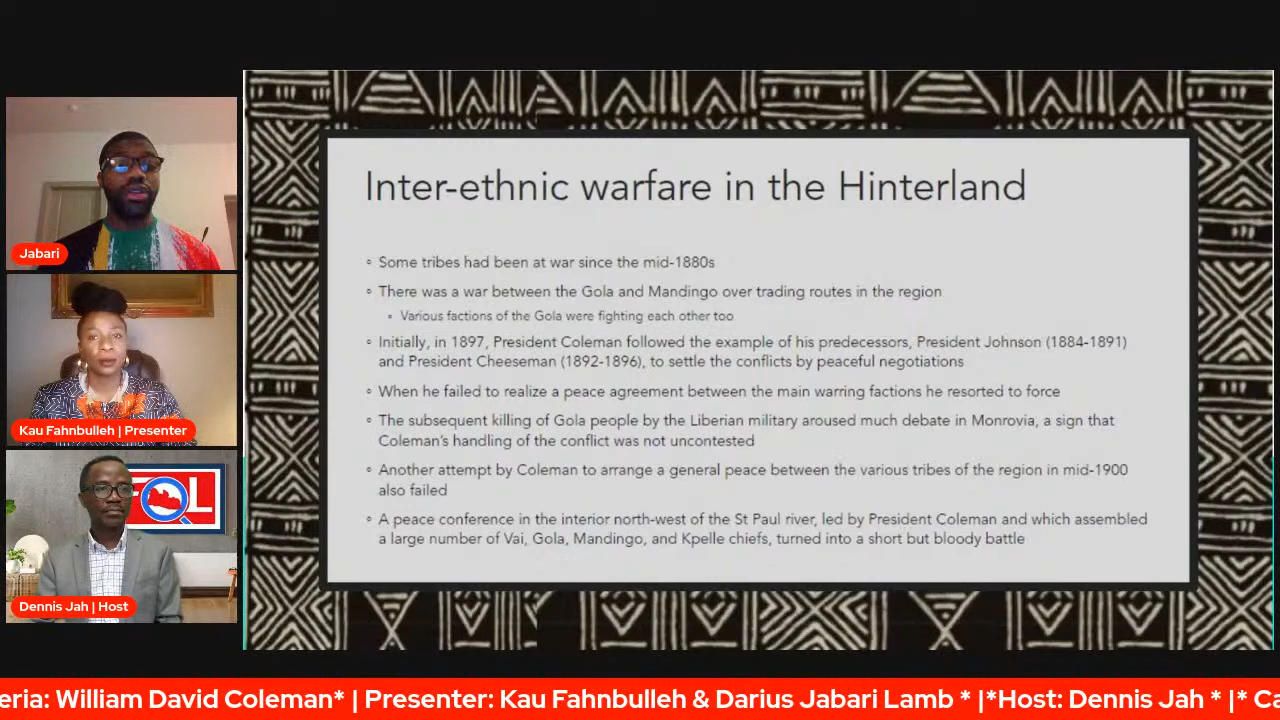 Jabari
Kau Fahnbulleh | Presenter
Dennis Jah | Host
Inter-ethnic warfare in the Hinterland
◦ Some tribes had been at war since the mid-1880s
◦ There was a war between the Gola and Mandingo over trading routes in the region
◦ Various factions of the Gola were fighting each other too
◦ Initially, in 1897, President Coleman followed the example of his predecessors, President Johnson (1884-1891)
and President Cheeseman (1892-1896), to settle the conflicts by peaceful negotiations
◦ When he failed to realize a peace agreement between the main warring factions he resorted to force
◦ The subsequent killing of Gola people by the Liberian military aroused much debate in Monrovia, a sign that
Coleman's handling of the conflict was not uncontested
◦ Another attempt by Coleman to arrange a general peace between the various tribes of the region in mid-1900
also failed
◦ A peace conference in the interior north-west of the St Paul river, led by President Coleman and which assembled
a large number of Vai, Gola, Mandingo, and Kpelle chiefs, turned into a short but bloody battle
eria: William David Coleman* | Presenter: Kau Fahnbulleh & Darius Jabari Lamb * |*Host: Dennis Jah * |* Ca